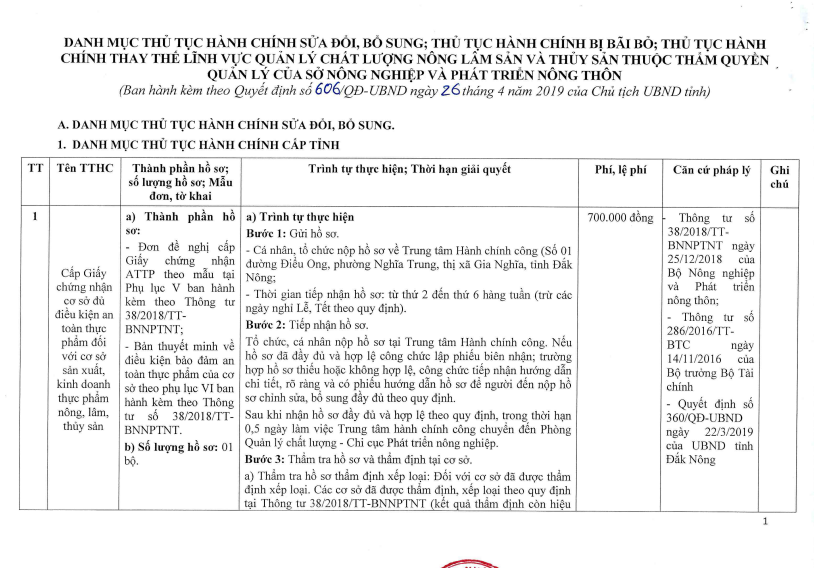 DANH MỤC THỦ TỤC HÀNH CHÍNH SỬA ĐỔI, BỔ SUNG; THỦ TỤC HÀNH CHÍNH BỊ BÃI BỎ; THỦ TỤC HÀNH
CHÍNH THAY THẾ LĨNH VỰC QUẢN LÝ CHẤT LƯỢNG NÔNG LÂM SẢN VÀ THỦY SẢN THUỘC THẨM QUYỀN
QUẢN LÝ CỦA SỞ NÔNG NGHIỆP VÀ PHÁT TRIỂN NÔNG THÔN
(Ban hành kèm theo Quyết định số 606/QĐ-UBND ngày 26 tháng 4 năm 2019 của Chủ tịch UBND tỉnh)
A. DANH MỤC THỦ TỤC HÀNH CHÍNH SỬA ĐỔI, BỔ SUNG.
1. DANH MỤC THỦ TỤC HÀNH CHÍNH CẤP TỈNH
TT
Tên TTHC
Thành phần hồ sơ;
số lượng hồ sơ; Mẫu
đơn, tờ khai
Trình tự thực hiện; Thời hạn giải quyết
Phí, lệ phí
Căn cứ pháp lý
Ghi
chú
1
Cấp Giấy
chứng nhận
cơ sở đủ
điều kiện an
toàn thực
phẩm đối
với cơ sở
sản xuất,
kinh doanh
thực phẩm
nông, lâm,
thủy sản
a) Thành phần hồ
sơ:
- Đơn đề nghị cấp
Giấy chứng nhận
ATTP theo mẫu tại
Phụ lục V ban hành
kèm theo Thông tư
38/2018/TT-
BNNPTNT;
- Bản thuyết minh về
điều kiện bảo đảm an
toàn thực phẩm của cơ
sở theo phụ lục VI ban
hành kèm theo Thông
tư số 38/2018/TT-
BNNPTNT.
b) Số lượng hồ sơ: 01
bộ.
a) Trình tự thực hiện
Bước 1: Gửi hồ sơ.
- Cá nhân, tổ chức nộp hồ sơ về Trung tâm Hành chính công (Số 01
đường Điểu Ong, phường Nghĩa Trung, thị xã Gia Nghĩa, tỉnh Đắk
Nông;
- Thời gian tiếp nhận hồ sơ: từ thứ 2 đến thứ 6 hàng tuần (trừ các
ngày nghỉ Lễ, Tết theo quy định).
Bước 2: Tiếp nhận hồ sơ.
Tổ chức, cá nhân nộp hồ sơ tại Trung tâm Hành chính công. Nếu
hồ sơ đã đầy đủ và hợp lệ công chức lập phiếu biên nhận; trường
hợp hồ sơ thiếu hoặc không hợp lệ, công chức tiếp nhận hướng dẫn
chi tiết, rõ ràng và có phiếu hướng dẫn hồ sơ để người đến nộp hồ
sơ chỉnh sửa, bổ sung đầy đủ theo quy định.
Sau khi nhận hồ sơ đầy đủ và hợp lệ theo quy định, trong thời hạn
0,5 ngày làm việc Trung tâm hành chính công chuyển đến Phòng
Quản lý chất lượng - Chi cục Phát triển nông nghiệp.
Bước 3: Thẩm tra hồ sơ và thẩm định tại cơ sở.
a) Thẩm tra hồ sơ thẩm định xếp loại: Đối với cơ sở đã được thẩm
định xếp loại. Các cơ sở đã được thẩm định, xếp loại theo quy định
tại Thông tư 38/2018/TT-BNNPTNT (kết quả thẩm định còn hiệu
700.000 đồng
- Thông tư số
38/2018/TT-
BNNPTNT ngày
25/12/2018 của
Bộ Nông nghiệp
và Phát triển
nông thôn;
- Thông tư số
286/2016/TT-
BTC ngày
14/11/2016 của
Bộ trưởng Bộ Tài
chính
- Quyết định số
360/QĐ-UBND
ngày 22/3/2019
của UBND tỉnh
Đắk Nông
1